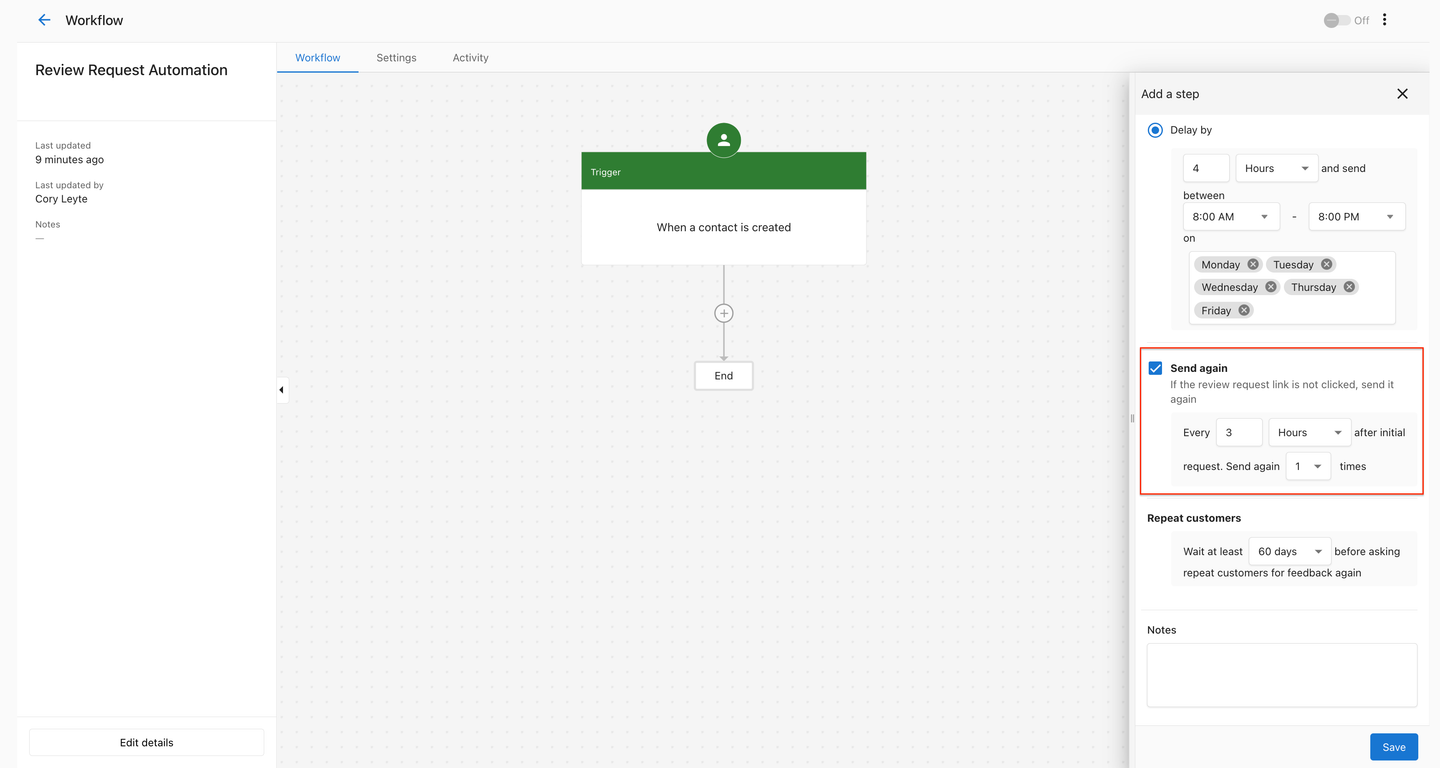 Workflow
Off
Review Request Automation
Last updated
9 minutes ago
Last updated by
Cory Leyte
Notes
—
Edit details
Workflow Settings Activity
Trigger
When a contact is created
End
Add a step
Delay by
4 Hours and send
between
8:00 AM - 8:00 PM
on
Monday Tuesday
Wednesday Thursday
Friday
Send again
If the review request link is not clicked, send it
again
Every 3 Hours after initial
request. Send again 1 times
Repeat customers
Wait at least 60 days before asking
repeat customers for feedback again
Notes
Save